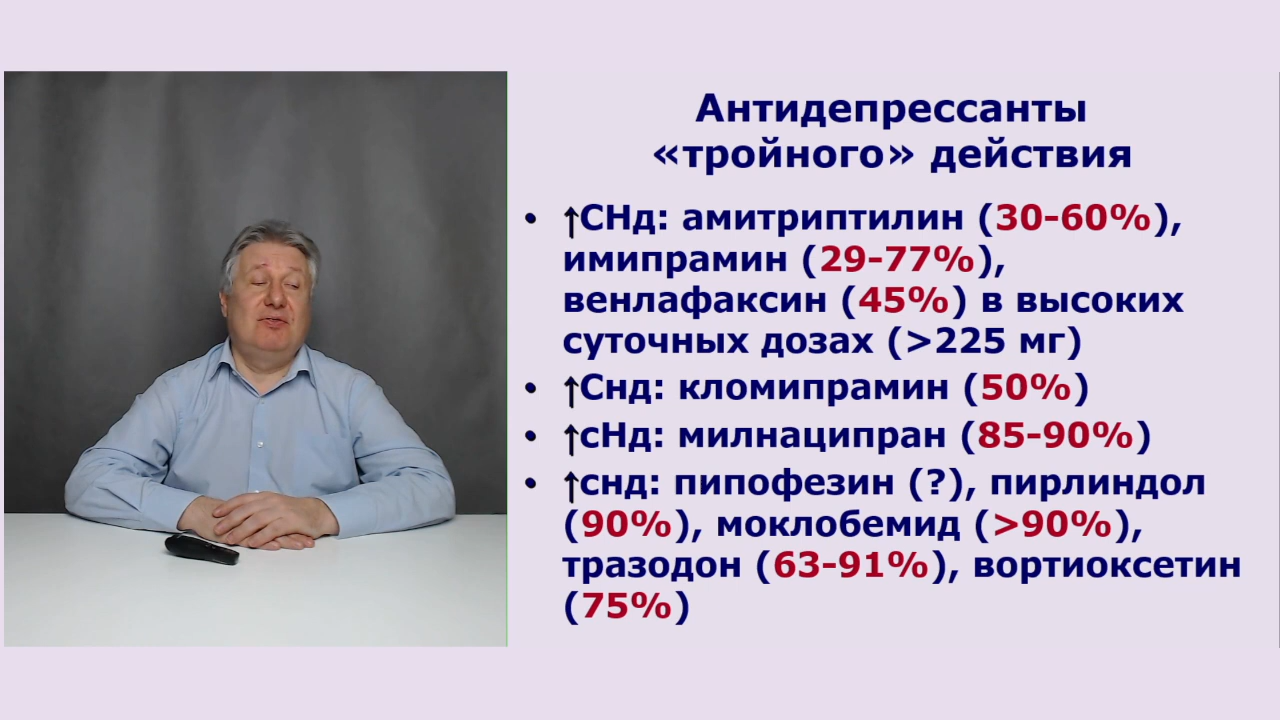 Антидепрессанты
«тройного» действия
• ↑СНд: амитриптилин (30-60%),
имипрамин (29-77%),
венлафаксин (45%) в высоких
суточных дозах (>225 мг)
• ↑Снд: кломипрамин (50%)
• ↑сНд: милнаципран (85-90%)
• ↑снд: пипофезин (?), пирлиндол
(90%), моклобемид (>90%),
тразодон (63-91%), вортиоксетин
(75%)